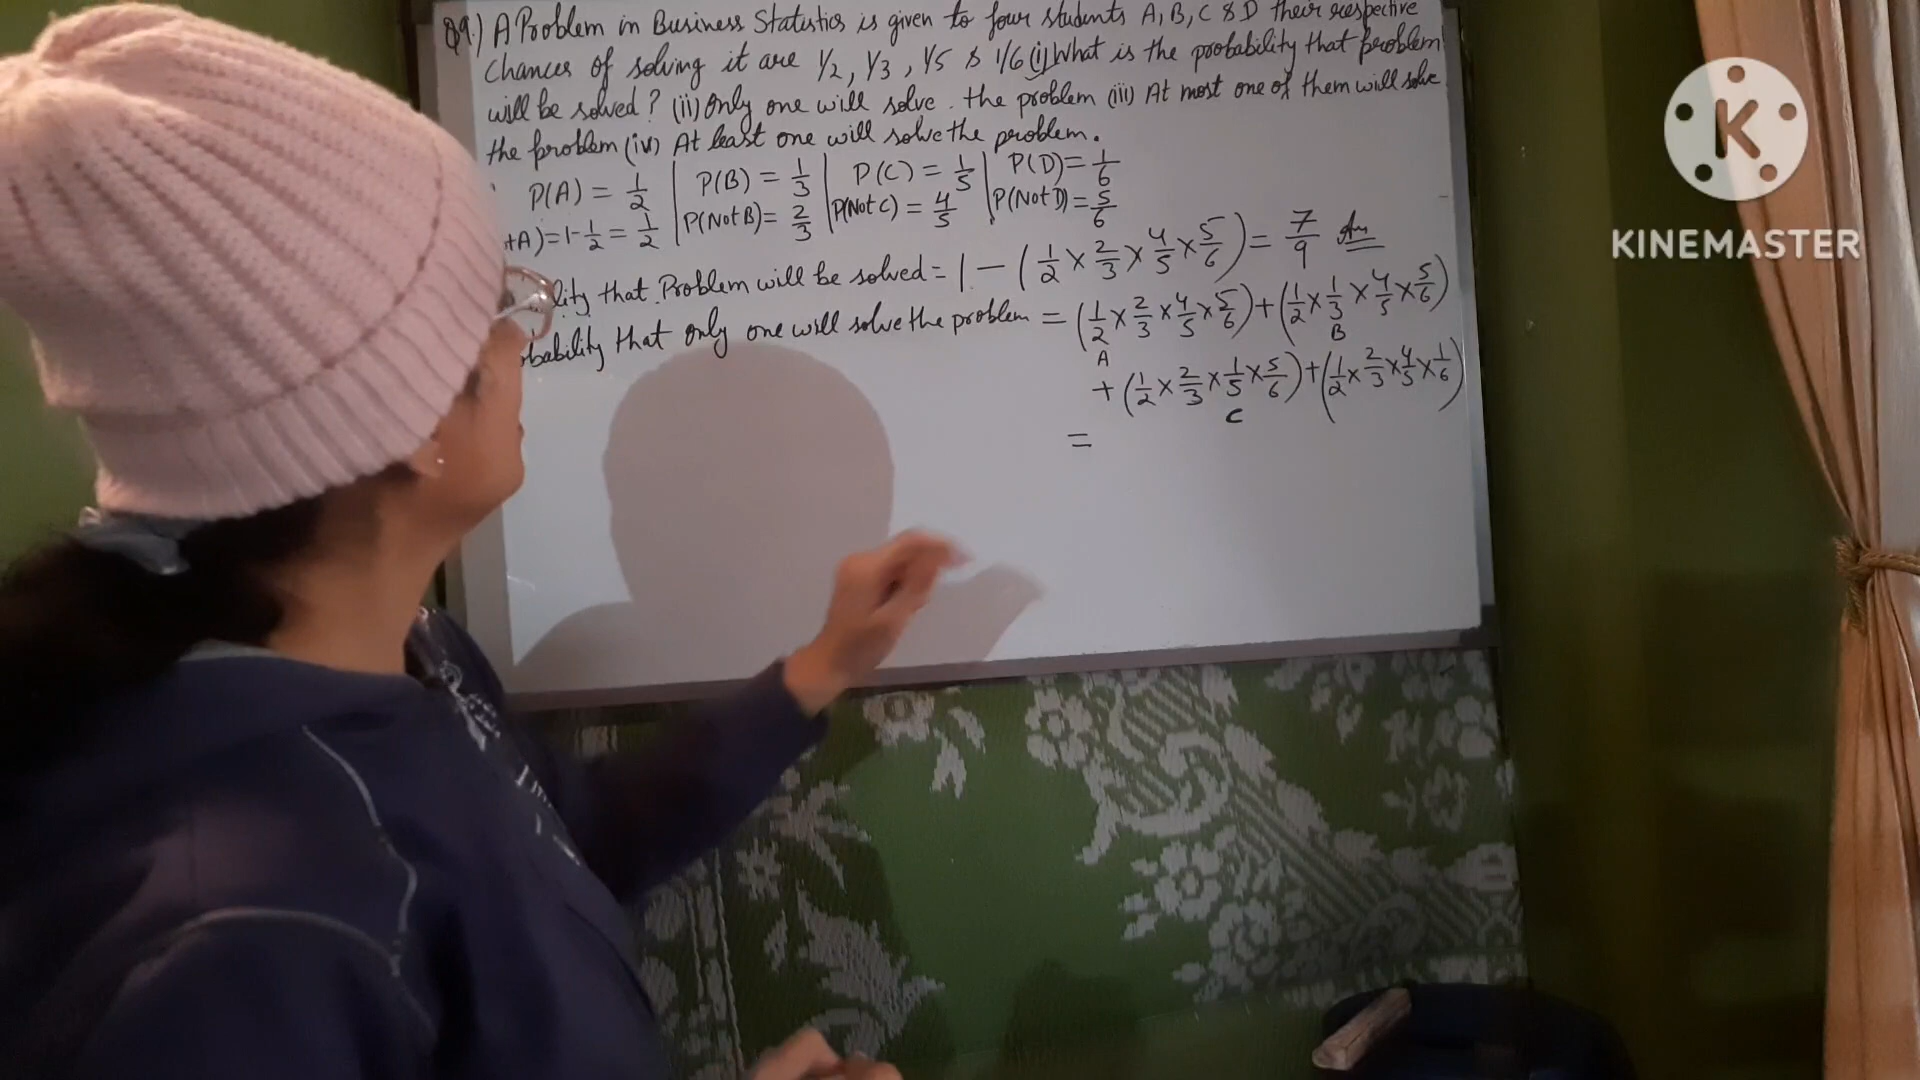 Q9.) A Problem in Business Statistics is given to four students A, B, C & D their respective
chances of solving it are 1/2, 1/3, 1/5 & 1/6 (i) What is the probability that problem
will be solved? (ii) Only one will solve. the problem (iii) At most one of them will solve
the problem (iv) At least one will solve the problem.
P(A) = 1/2 | P(B) = 1/3 | P(C) = 1/5 | P(D) = 1/6
tA) = 1 - 1/2 = 1/2 | P(Not B) = 2/3 | P(Not C) = 4/5 | P(Not D) = 5/6
lity that Problem will be solved = 1 - (1/2 × 2/3 × 4/5 × 5/6) = 7/9 Ans
obability that only one will solve the problem = (1/2 × 2/3 × 4/5 × 5/6) + (1/2 × 1/3 × 4/5 × 5/6)
A B
+ (1/2 × 2/3 × 1/5 × 5/6) + (1/2 × 2/3 × 4/5 × 1/6)
C
=
K
KINEMASTER